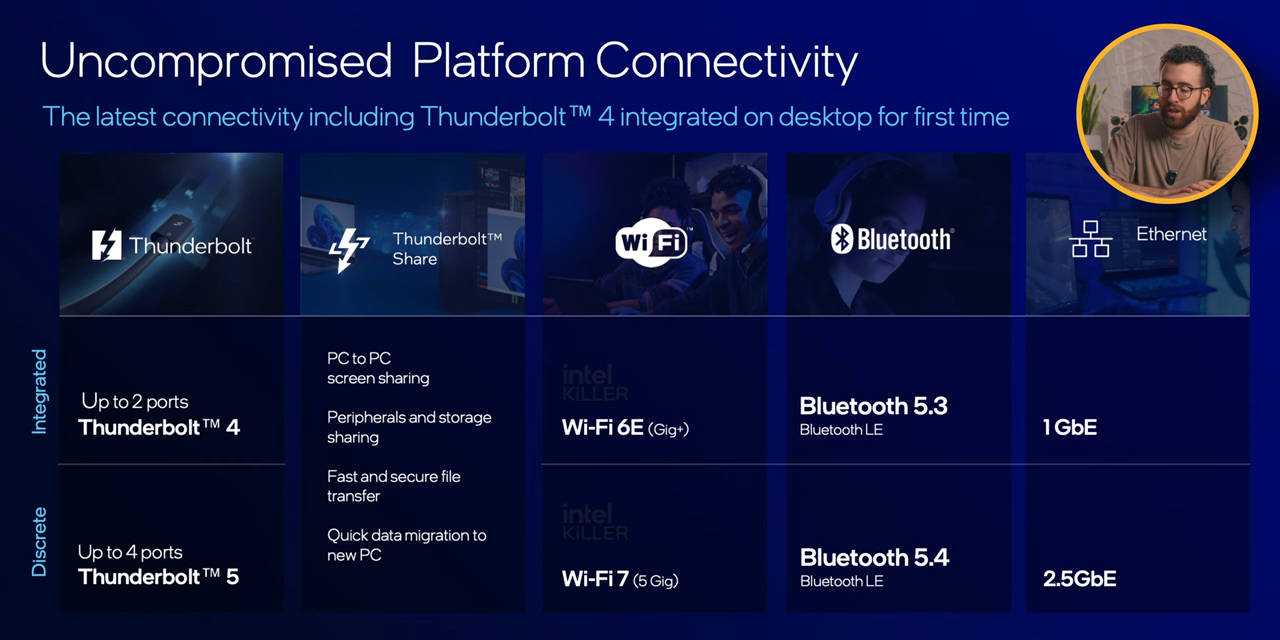 Uncompromised Platform Connectivity
The latest connectivity including Thunderbolt™ 4 integrated on desktop for first time
Thunderbolt™
Thunderbolt™
Share
WiFi™
Bluetooth®
Ethernet
Integrated
Up to 2 ports
Thunderbolt™ 4
PC to PC
screen sharing
Peripherals and storage
sharing
Fast and secure file
transfer
Quick data migration to
new PC
intel
KILLER
Wi-Fi 6E (Gig+)
Bluetooth 5.3
Bluetooth LE
1 GbE
Discrete
Up to 4 ports
Thunderbolt™ 5
intel
KILLER
Wi-Fi 7 (5 Gig)
Bluetooth 5.4
Bluetooth LE
2.5GbE